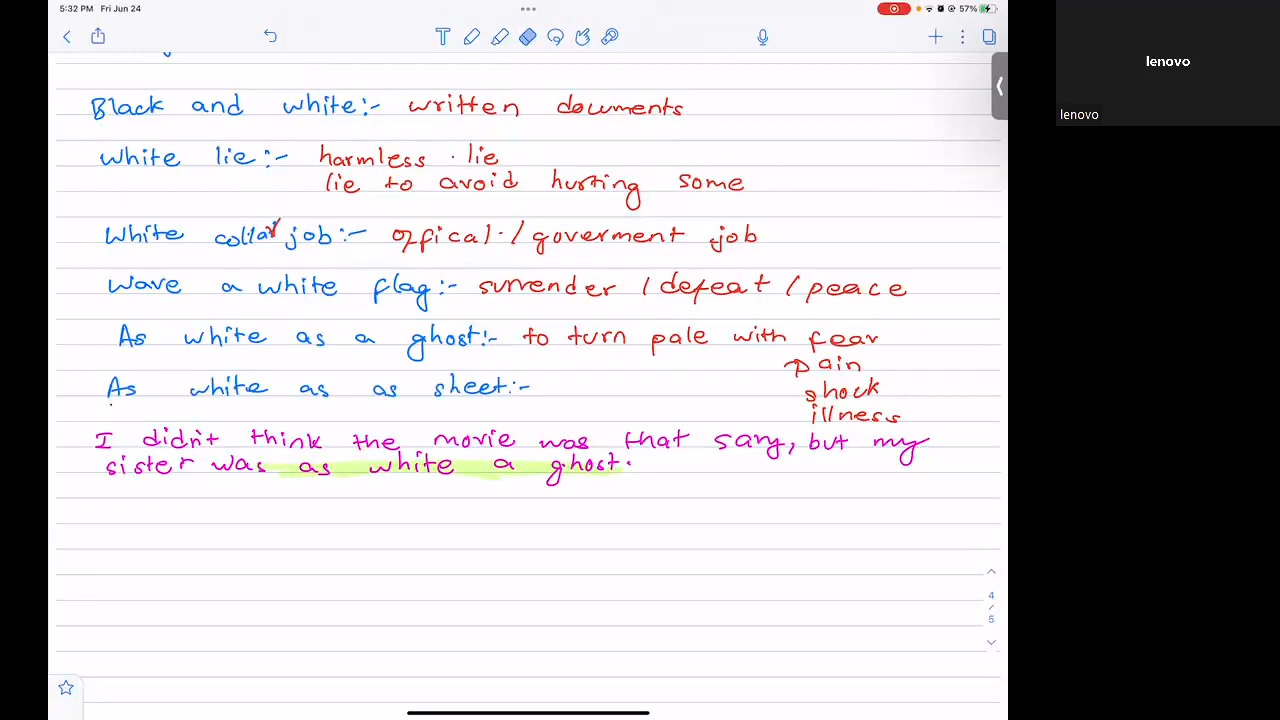 5:32 PM Fri Jun 24
57%
lenovo
lenovo
Black and white:- written documents
White lie:- harmless lie
lie to avoid hurting some
White collar job:- offical / goverment job
Wave a white flag:- surrender / defeat / peace
As white as a ghost:- to turn pale with fear
pain
shock
illness
As white as as sheet:-
I didn't think the movie was that sary, but my
sister was as white a ghost.
4
/
5